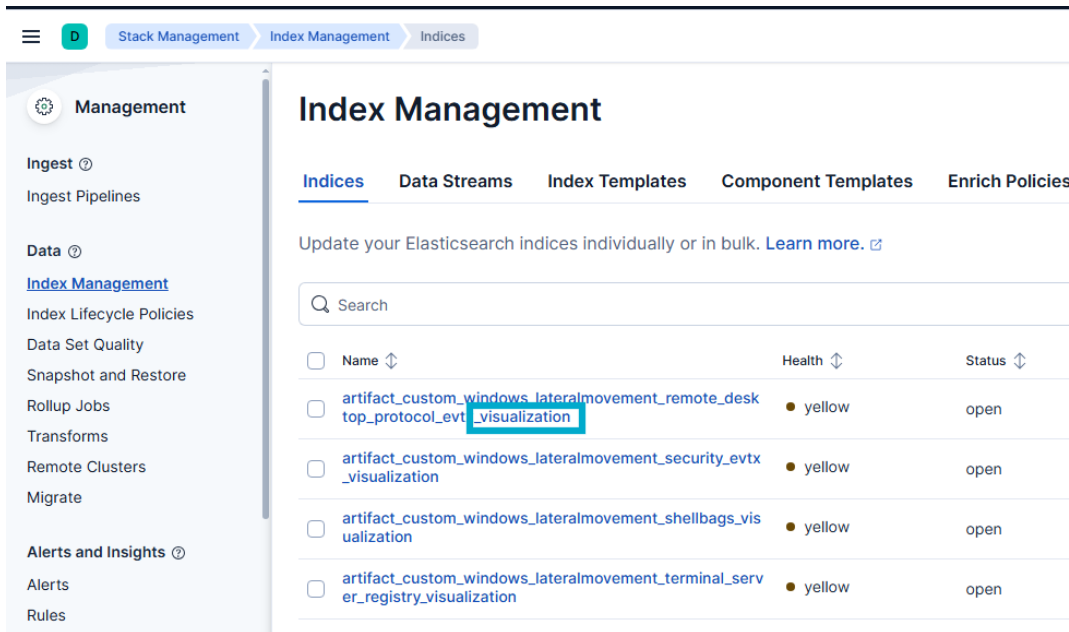 D Stack Management Index Management Indices
Management
Ingest
Ingest Pipelines
Data
Index Management
Index Lifecycle Policies
Data Set Quality
Snapshot and Restore
Rollup Jobs
Transforms
Remote Clusters
Migrate
Alerts and Insights
Alerts
Rules
Index Management
Indices Data Streams Index Templates Component Templates Enrich Policies
Update your Elasticsearch indices individually or in bulk. Learn more.
Search
Name Health Status
artifact_custom_windows_lateralmovement_remote_desk
top_protocol_evt _visualization
yellow open
artifact_custom_windows_lateralmovement_security_evtx
_visualization
yellow open
artifact_custom_windows_lateralmovement_shellbags_vis
ualization
yellow open
artifact_custom_windows_lateralmovement_terminal_serv
er_registry_visualization
yellow open